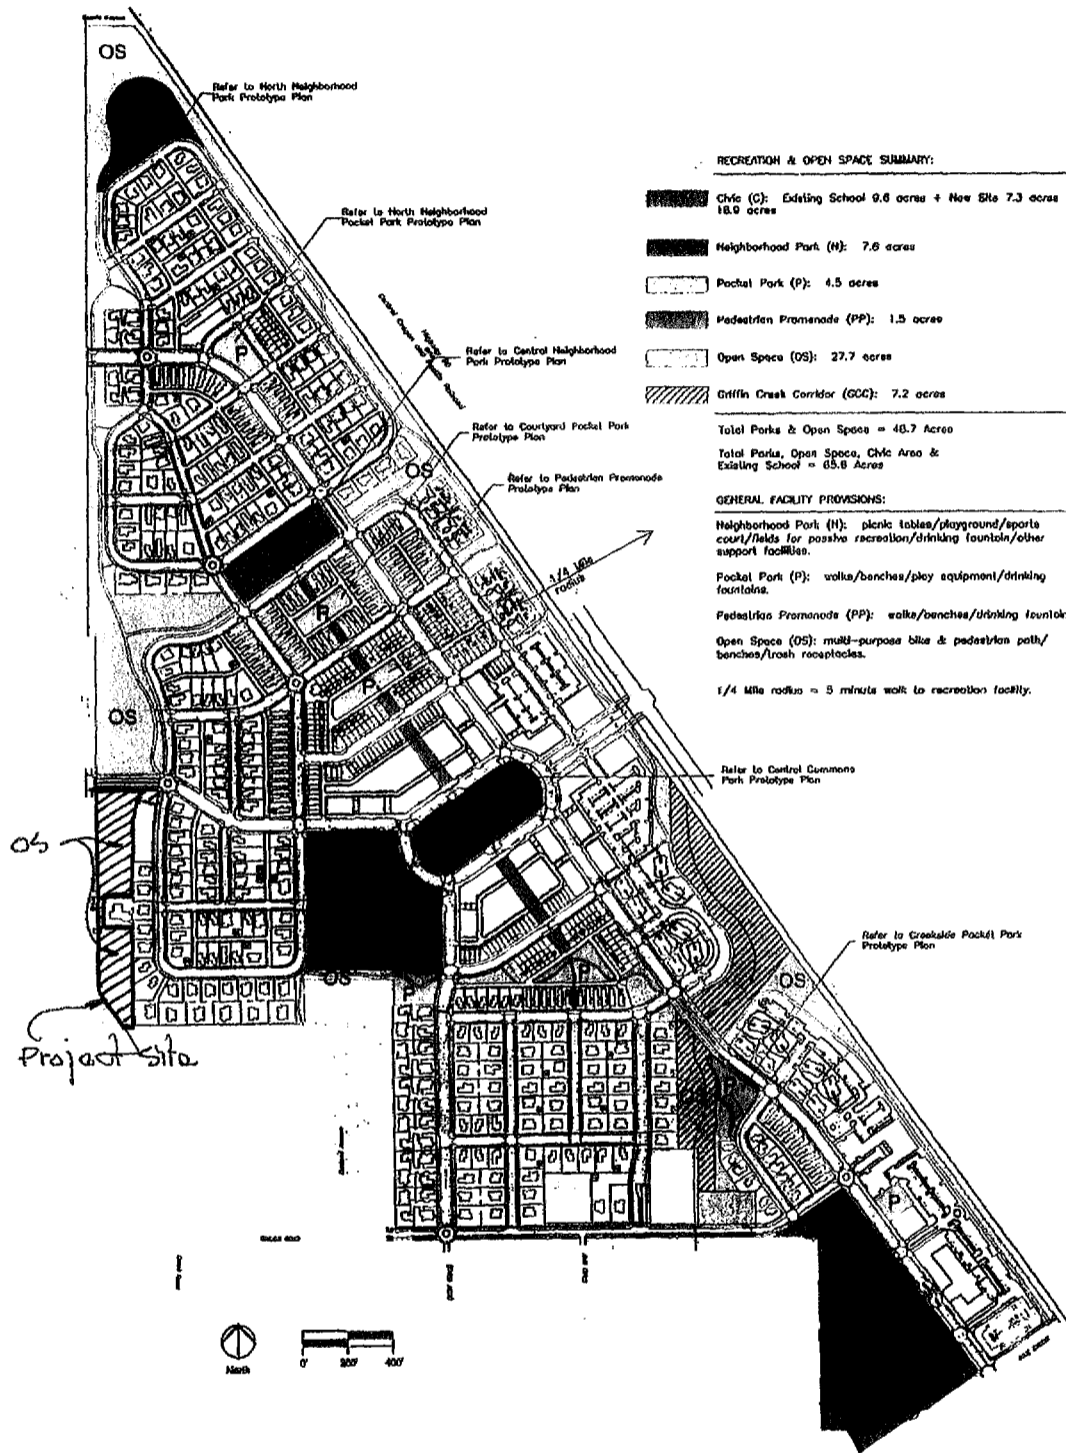 OS
Refer to North Neighborhood
Park Prototype Plan
Refer to North Neighborhood
Pocket Park Prototype Plan
Refer to Central Neighborhood
Park Prototype Plan
Refer to Courtyard Pocket Park
Prototype Plan
OS
Refer to Pedestrian Promenade
Prototype Plan
1/4 Mile
radius
P
P
P
OS
Refer to Central Commons
Park Prototype Plan
OS
Project Site
OS
P
P
Refer to Creekside Pocket Park
Prototype Plan
OS
P
P
North
0' 200' 400'
RECREATION & OPEN SPACE SUMMARY:
Civic (C): Existing School 9.6 acres + New Site 7.3 acres
Neighborhood Park (N): 7.6 acres
Pocket Park (P): 4.5 acres
Pedestrian Promenade (PP): 1.5 acres
Open Space (OS): 27.7 acres
Griffin Creek Corridor (GCC): 7.2 acres
Total Parks & Open Space = Acres
Total Parks, Open Space, Civic Area &
Existing School = Acres
GENERAL FACILITY PROVISIONS:
Neighborhood Park (N): picnic tables/playground/sports
court/fields for passive recreation/drinking fountain/other
support facilities.
Pocket Park (P): walks/benches/play equipment/drinking
fountains.
Pedestrian Promenade (PP): walks/benches/drinking fountain
Open Space (OS): multi-purpose bike & pedestrian path/
benches/trash receptacles.
1/4 Mile radius = 5 minute walk to recreation facility.